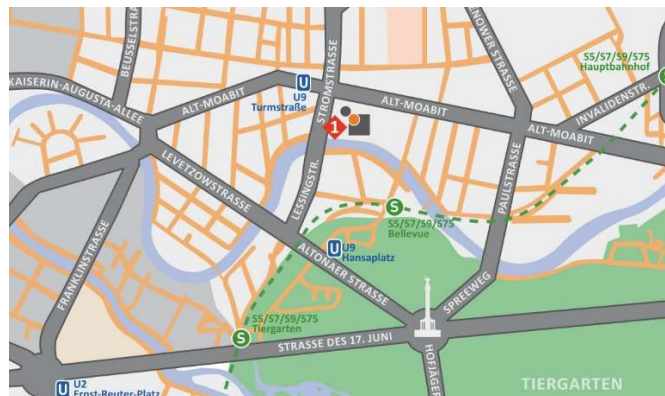 BEUSSELSTRA
KAISERIN-AUGUSTA-ALLEE
ALT-MOABIT
U
U9
Turmstraße
STROMSTRASSE
1
NOWER STRASSE
S5/S7/S9/S75
Hauptbahnhof
INVALIDENSTR.
ALT-MOABIT
ALT-MOABIT
LEVETZOWSTRASSE
LESSINGSTR.
PAULSTRASSE
S
S5/S7/S9/S75
Bellevue
U
U9
Hansaplatz
FRANKLINSTRASSE
ALTONAER STRASSE
SPREEWEG
S5/S7/S9/S75
Tiergarten
S
STRASSE DES 17. JUNI
HOFJÄGER
TIERGARTEN
U
U2
Ernst-Reuter-Platz